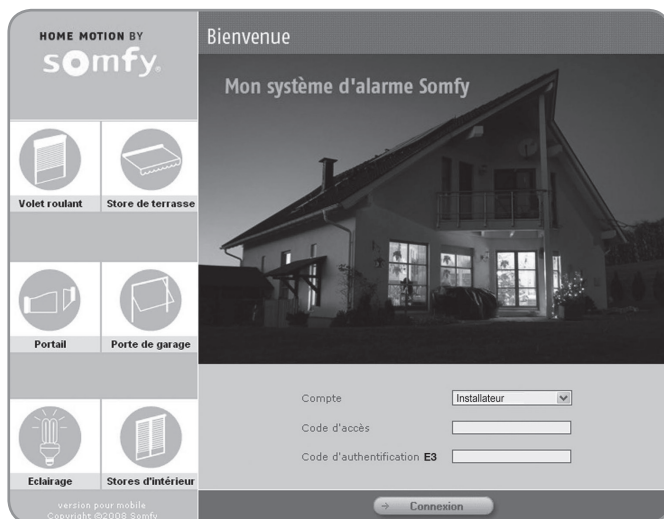 HOME MOTION BY
somfy.
Bienvenue
Mon système d'alarme Somfy
Volet roulant
Store de terrasse
Portail
Porte de garage
Eclairage
Stores d'intérieur
Compte
Installateur
Code d'accès
Code d'authentification E3
version pour mobile
Copyright ©2008 Somfy
Connexion